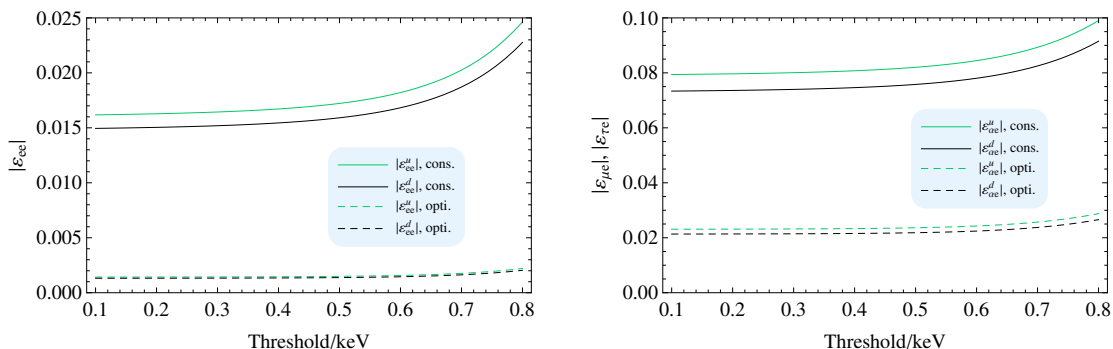 0.025
0.020
0.015
0.010
0.005
0.000
|εee|
|ε^u_ee|, cons.
|ε^d_ee|, cons.
|ε^u_ee|, opti.
|ε^d_ee|, opti.
0.1 0.2 0.3 0.4 0.5 0.6 0.7 0.8
Threshold/keV
0.10
0.08
0.06
0.04
0.02
0.00
|εμe|, |ετe|
|ε^u_αe|, cons.
|ε^d_αe|, cons.
|ε^u_αe|, opti.
|ε^d_αe|, opti.
0.1 0.2 0.3 0.4 0.5 0.6 0.7 0.8
Threshold/keV